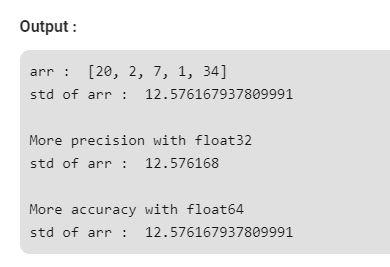 Output :
arr :  [20, 2, 7, 1, 34]
std of arr :  12.576167937809991
More precision with float32
std of arr :  12.576168
More accuracy with float64
std of arr :  12.576167937809991